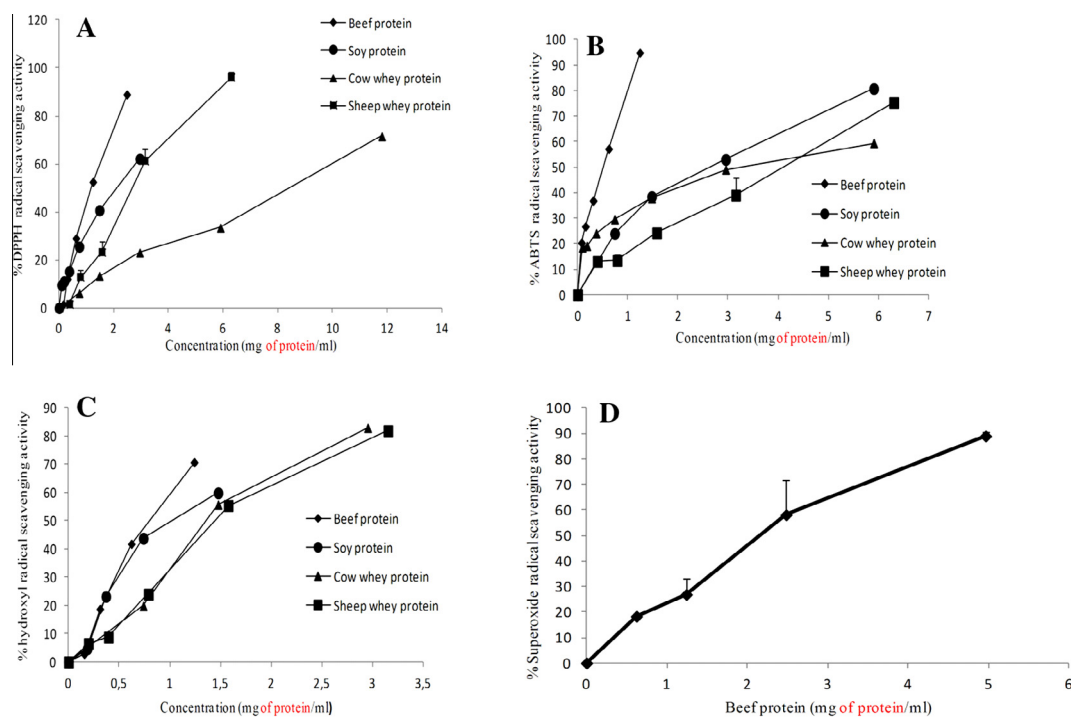 A
% DPPH radical scavenging activity
120
100
80
60
40
20
0
0 2 4 6 8 10 12 14
Concentration (mg of protein/ml)
Beef protein
Soy protein
Cow whey protein
Sheep whey protein
B
% ABTS radical scavenging activity
100
90
80
70
60
50
40
30
20
10
0
0 1 2 3 4 5 6 7
Concentration (mg of protein/ml)
Beef protein
Soy protein
Cow whey protein
Sheep whey protein
C
% hydroxyl radical scavenging activity
90
80
70
60
50
40
30
20
10
0
0 0,5 1 1,5 2 2,5 3 3,5
Concentration (mg of protein/ml)
Beef protein
Soy protein
Cow whey protein
Sheep whey protein
D
% Superoxide radical scavenging activity
100
90
80
70
60
50
40
30
20
10
0
0 1 2 3 4 5 6
Beef protein (mg of protein/ml)